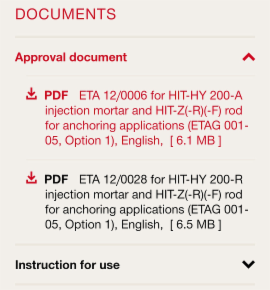 DOCUMENTS
Approval document
PDF ETA 12/0006 for HIT-HY 200-A
injection mortar and HIT-Z(-R)(-F) rod
for anchoring applications (ETAG 001-
05, Option 1), English, [ 6.1 MB ]
PDF ETA 12/0028 for HIT-HY 200-R
injection mortar and HIT-Z(-R)(-F) rod
for anchoring applications (ETAG 001-
05, Option 1), English, [ 6.5 MB ]
Instruction for use